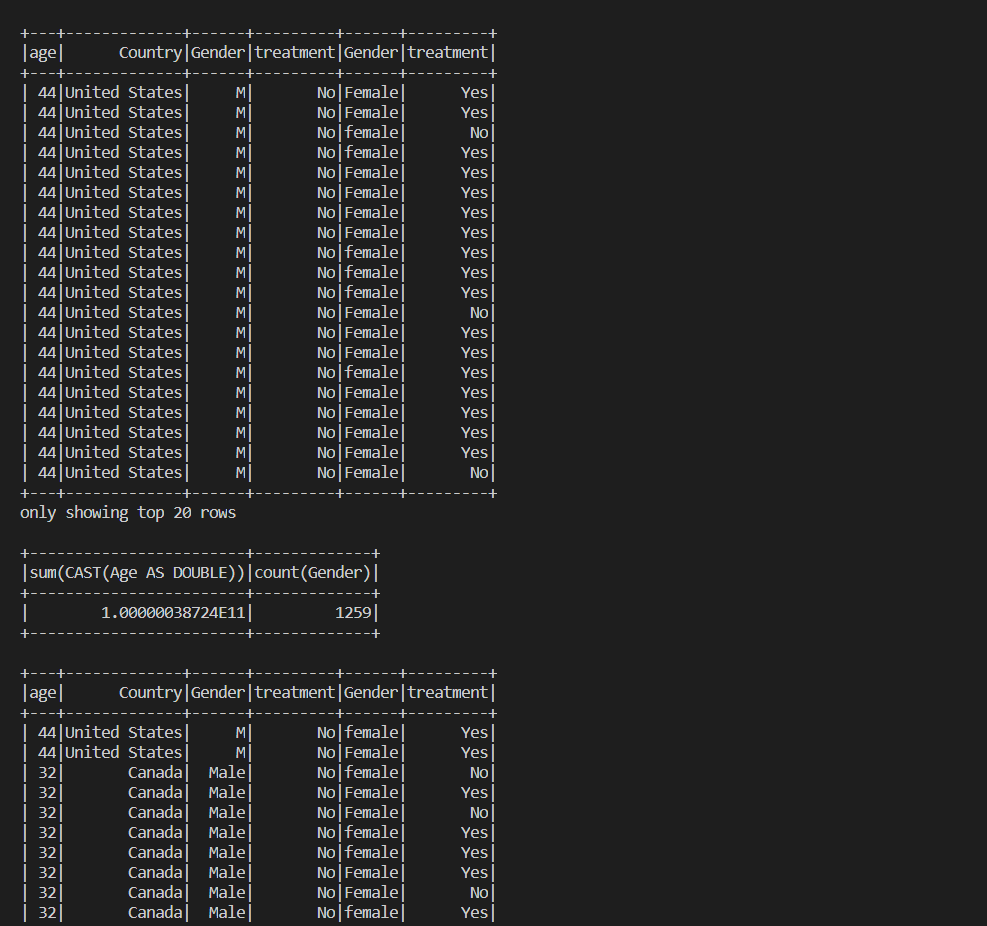 +---+-------------+------+---------+------+---------+
|age|      Country|Gender|treatment|Gender|treatment|
+---+-------------+------+---------+------+---------+
| 44|United States|     M|       No|Female|      Yes|
| 44|United States|     M|       No|Female|      Yes|
| 44|United States|     M|       No|female|       No|
| 44|United States|     M|       No|female|      Yes|
| 44|United States|     M|       No|Female|      Yes|
| 44|United States|     M|       No|Female|      Yes|
| 44|United States|     M|       No|Female|      Yes|
| 44|United States|     M|       No|Female|      Yes|
| 44|United States|     M|       No|female|      Yes|
| 44|United States|     M|       No|female|      Yes|
| 44|United States|     M|       No|female|      Yes|
| 44|United States|     M|       No|Female|       No|
| 44|United States|     M|       No|Female|      Yes|
| 44|United States|     M|       No|Female|      Yes|
| 44|United States|     M|       No|Female|      Yes|
| 44|United States|     M|       No|Female|      Yes|
| 44|United States|     M|       No|Female|      Yes|
| 44|United States|     M|       No|Female|      Yes|
| 44|United States|     M|       No|Female|      Yes|
| 44|United States|     M|       No|Female|       No|
+---+-------------+------+---------+------+---------+
only showing top 20 rows
+------------------------+-------------+
|sum(CAST(Age AS DOUBLE))|count(Gender)|
+------------------------+-------------+
|        1.00000038724E11|         1259|
+------------------------+-------------+
+---+-------------+------+---------+------+---------+
|age|      Country|Gender|treatment|Gender|treatment|
+---+-------------+------+---------+------+---------+
| 44|United States|     M|       No|female|      Yes|
| 44|United States|     M|       No|Female|      Yes|
| 32|       Canada|  Male|       No|female|       No|
| 32|       Canada|  Male|       No|Female|      Yes|
| 32|       Canada|  Male|       No|Female|       No|
| 32|       Canada|  Male|       No|female|      Yes|
| 32|       Canada|  Male|       No|female|      Yes|
| 32|       Canada|  Male|       No|Female|      Yes|
| 32|       Canada|  Male|       No|Female|       No|
| 32|       Canada|  Male|       No|female|      Yes|